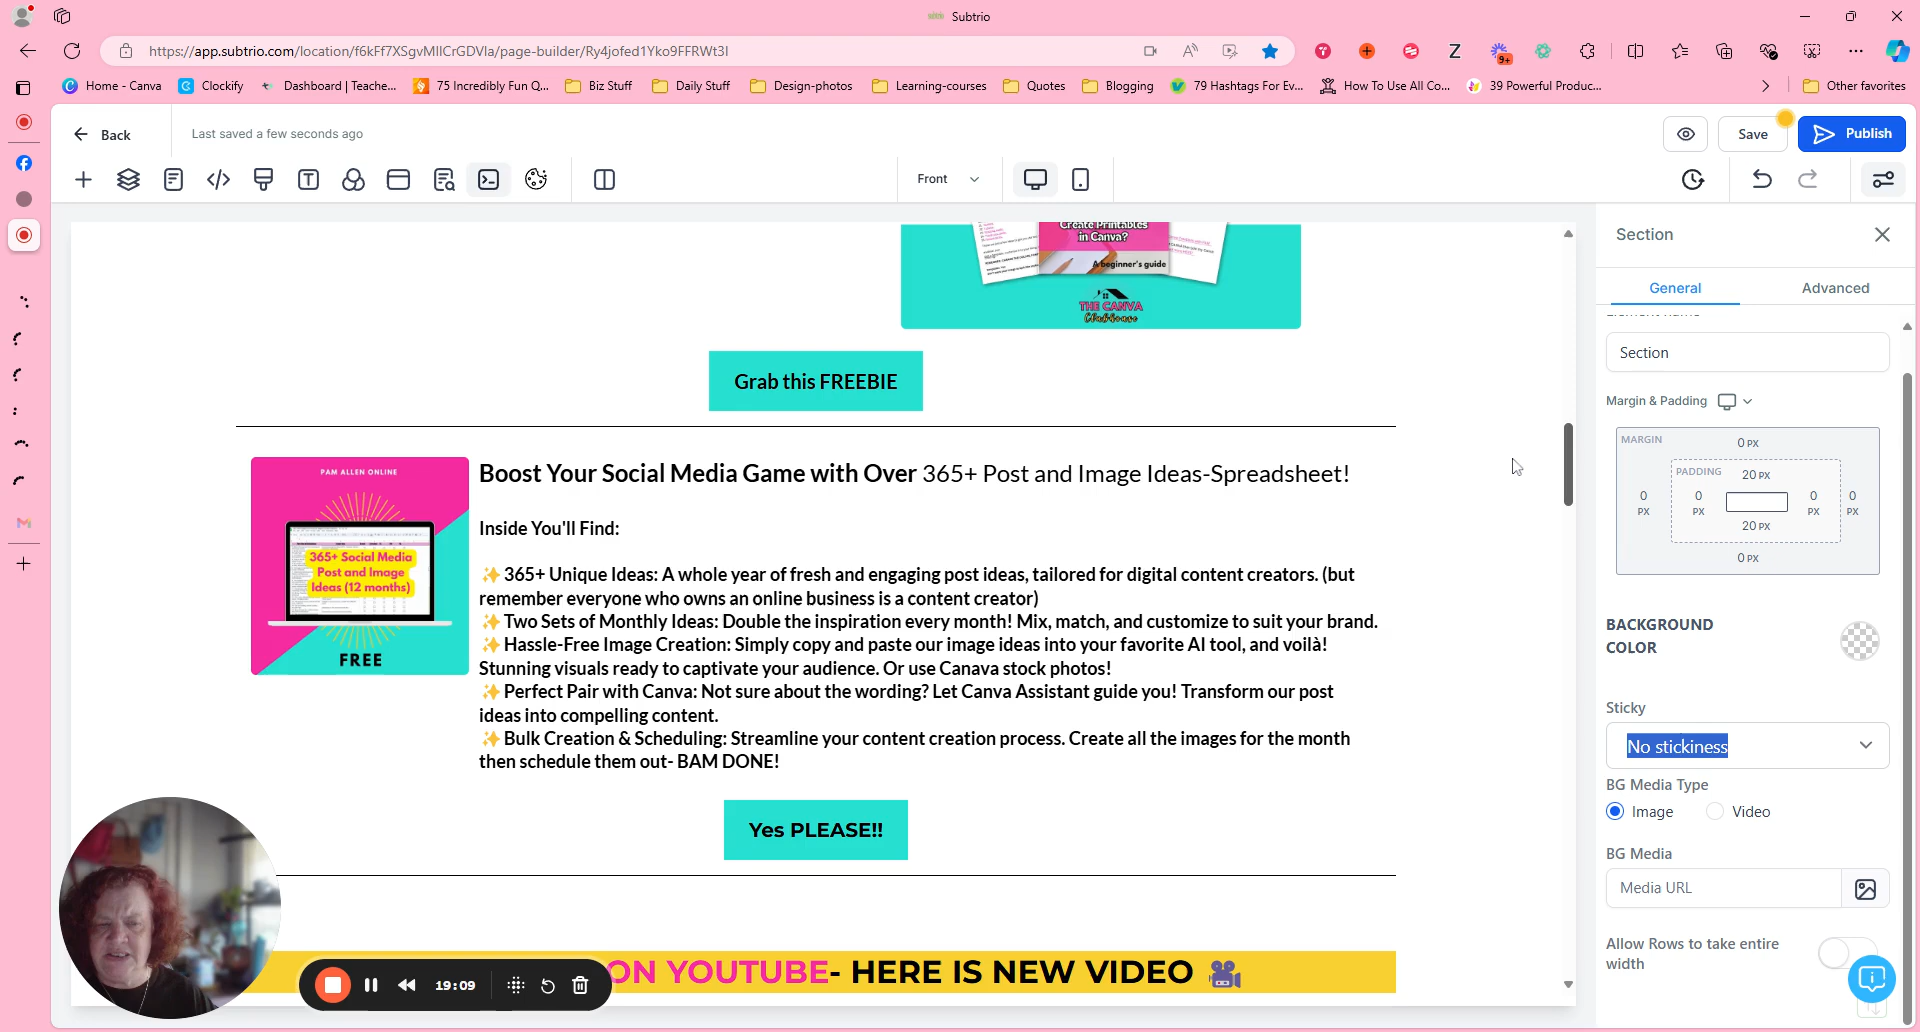 Subtrio
https://app.subtrio.com/location/f6kFf7XSgvMIICrGDVIa/page-builder/Ry4jofed1Yko9FFRWt3I
9+
Home - Canva
Clockify
Dashboard | Teache...
75 Incredibly Fun Q...
Biz Stuff
Daily Stuff
Design-photos
Learning-courses
Quotes
Blogging
79 Hashtags For Ev...
How To Use All Co...
39 Powerful Produc...
Other favorites
Back
Last saved a few seconds ago
Save
Publish
Front
Create Printables
in Canva?
A beginner's guide
THE CANVA
Clubhouse
Grab this FREEBIE
PAM ALLEN ONLINE
365+ Social Media
Post and Image
Ideas (12 months)
FREE
Boost Your Social Media Game with Over 365+ Post and Image Ideas-Spreadsheet!
Inside You'll Find:
✨ 365+ Unique Ideas: A whole year of fresh and engaging post ideas, tailored for digital content creators. (but
remember everyone who owns an online business is a content creator)
✨ Two Sets of Monthly Ideas: Double the inspiration every month! Mix, match, and customize to suit your brand.
✨ Hassle-Free Image Creation: Simply copy and paste our image ideas into your favorite AI tool, and voilà!
Stunning visuals ready to captivate your audience. Or use Canava stock photos!
✨ Perfect Pair with Canva: Not sure about the wording? Let Canva Assistant guide you! Transform our post
ideas into compelling content.
✨ Bulk Creation & Scheduling: Streamline your content creation process. Create all the images for the month
then schedule them out- BAM DONE!
Yes PLEASE!!
ON YOUTUBE- HERE IS NEW VIDEO 🎥
19:09
Section
General
Advanced
Section
Margin & Padding
MARGIN
0 PX
PADDING
20 PX
0 PX
0 PX
0 PX
0 PX
20 PX
0 PX
BACKGROUND
COLOR
Sticky
No stickiness
BG Media Type
Image
Video
BG Media
Media URL
Allow Rows to take entire
width